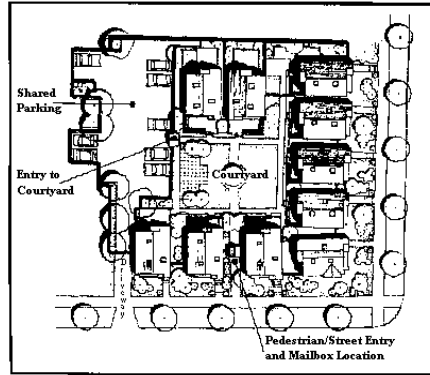 Shared
Parking
Entry to
Courtyard
Courtyard
Pedestrian/Street Entry
and Mailbox Location